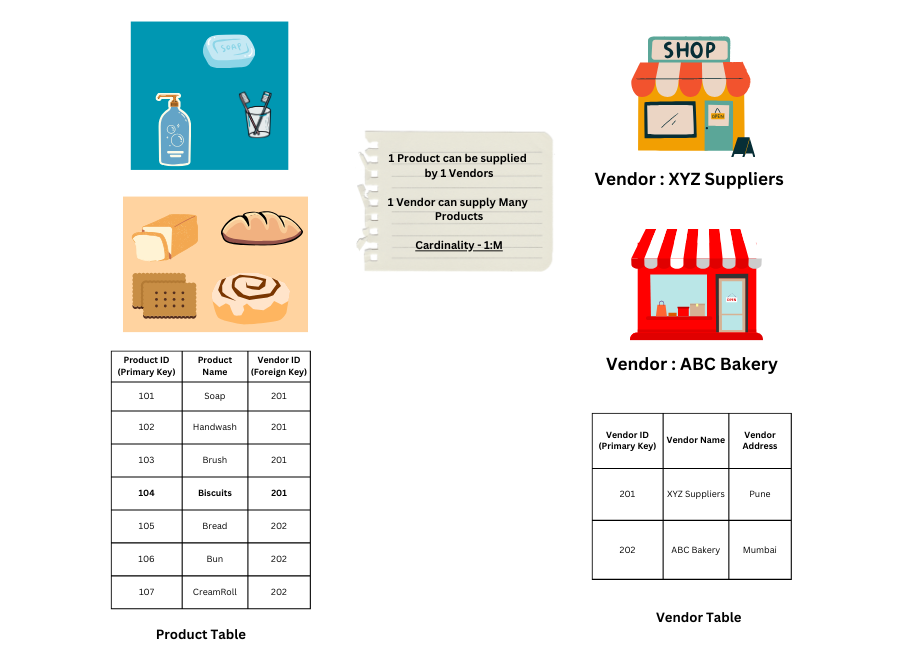 SOAP
1 Product can be supplied
by 1 Vendors
1 Vendor can supply Many
Products
Cardinality - 1:M
SHOP
OPEN
Vendor : XYZ Suppliers
OPEN
Vendor : ABC Bakery
Product ID (Primary Key) Product Name Vendor ID (Foreign Key)
101 Soap 201
102 Handwash 201
103 Brush 201
104 Biscuits 201
105 Bread 202
106 Bun 202
107 CreamRoll 202
Product Table
Vendor ID (Primary Key) Vendor Name Vendor Address
201 XYZ Suppliers Pune
202 ABC Bakery Mumbai
Vendor Table